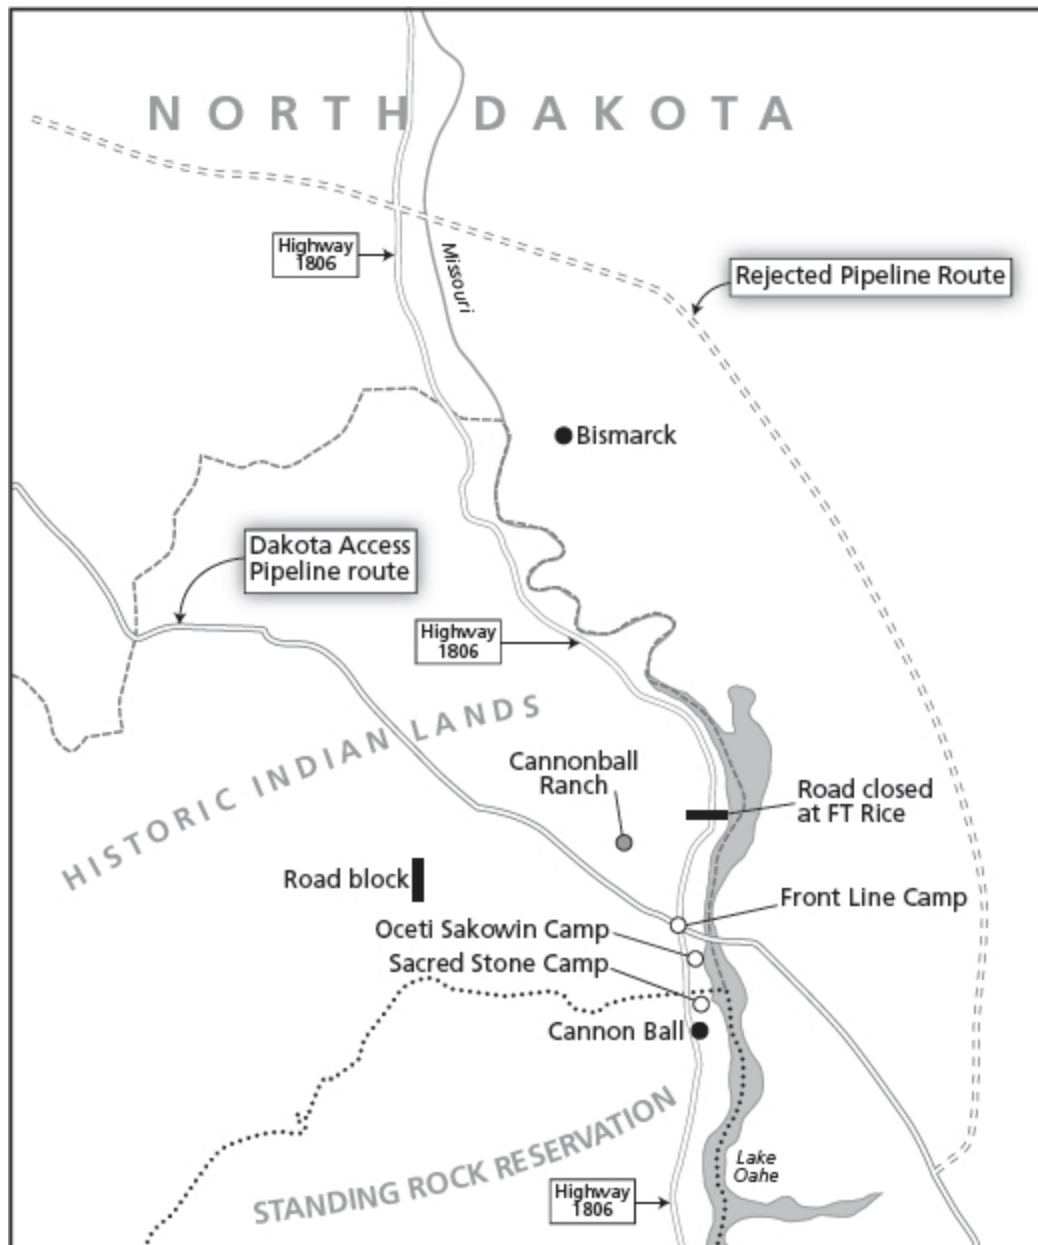 NORTH DAKOTA
Highway
1806
Missouri
Rejected Pipeline Route
Bismarck
Dakota Access
Pipeline route
Highway
1806
HISTORIC INDIAN LANDS
Cannonball
Ranch
Road closed
at FT Rice
Road block
Front Line Camp
Oceti Sakowin Camp
Sacred Stone Camp
Cannon Ball
STANDING ROCK RESERVATION
Lake
Oahe
Highway
1806